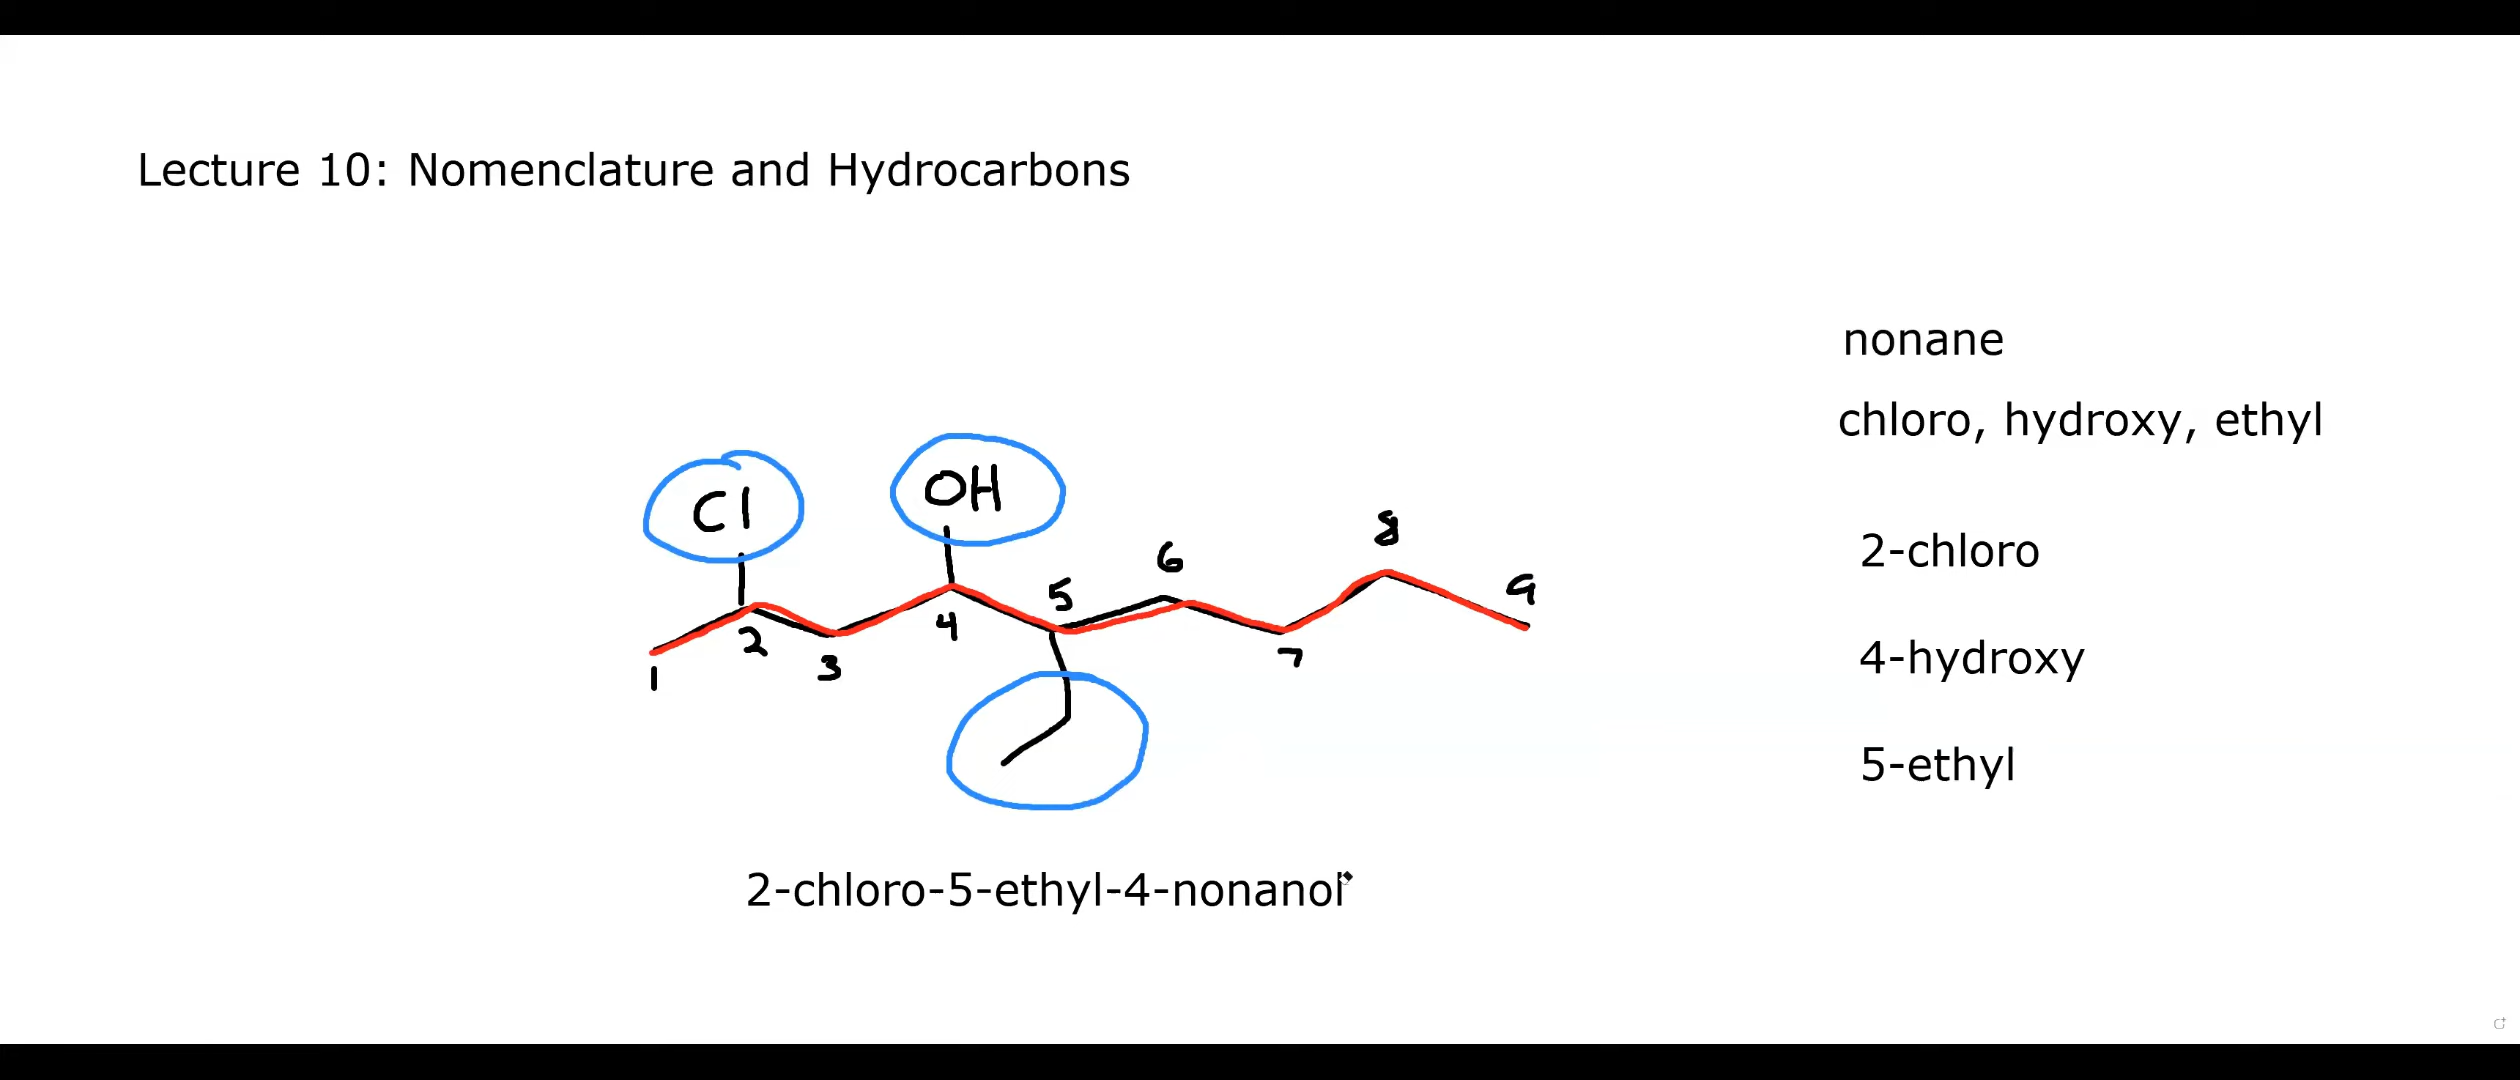 Lecture 10: Nomenclature and Hydrocarbons
nonane
chloro, hydroxy, ethyl
Cl
OH
1
2
3
4
5
6
7
8
9
2-chloro
4-hydroxy
5-ethyl
2-chloro-5-ethyl-4-nonanol